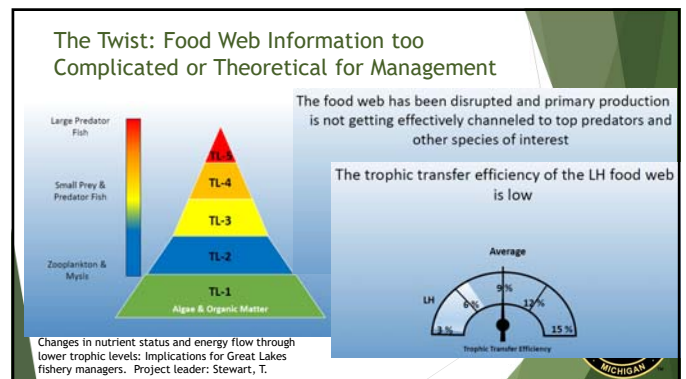 The Twist: Food Web Information too
Complicated or Theoretical for Management
The food web has been disrupted and primary production
is not getting effectively channeled to top predators and
other species of interest
Large Predator
Fish
Small Prey &
Predator Fish
Zooplankton &
Mysis
TL-5
TL-4
TL-3
TL-2
TL-1
Algae & Organic Matter
The trophic transfer efficiency of the LH food web
is low
Average
LH
3 %
6 %
9 %
12 %
15 %
Trophic Transfer Efficiency
Changes in nutrient status and energy flow through
lower trophic levels: Implications for Great Lakes
fishery managers. Project leader: Stewart, T.
MICHIGAN